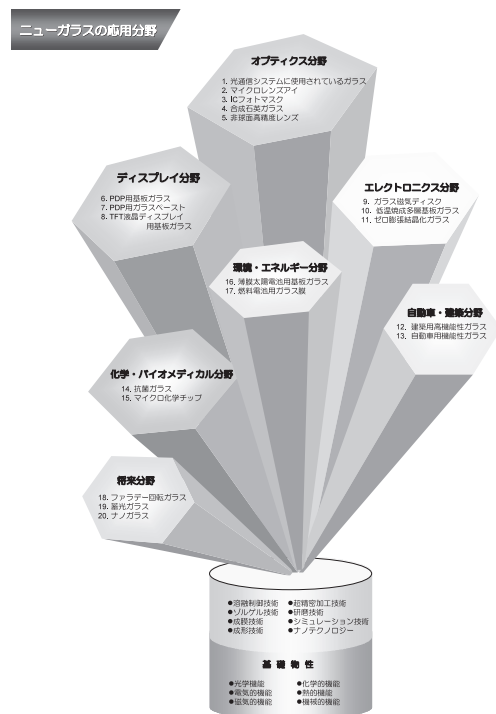 ニューガラスの応用分野
オプティクス分野
1. 光通信システムに使用されているガラス
2. マイクロレンズアイ
3. ICフォトマスク
4. 合成石英ガラス
5. 非球面高精度レンズ
ディスプレイ分野
6. PDP用基板ガラス
7. PDP用ガラスペースト
8. TFT液晶ディスプレイ
用基板ガラス
エレクトロニクス分野
9. ガラス磁気ディスク
10. 低温焼成多層基板ガラス
11. ゼロ膨張結晶化ガラス
環境・エネルギー分野
16. 薄膜太陽電池用基板ガラス
17. 燃料電池用ガラス膜
自動車・建築分野
12. 建築用高機能性ガラス
13. 自動車用機能性ガラス
化学・バイオメディカル分野
14. 抗菌ガラス
15. マイクロ化学チップ
将来分野
18. ファラデー回転ガラス
19. 蓄光ガラス
20. ナノガラス
●溶融制御技術 ●超精密加工技術
●ゾルゲル技術 ●研磨技術
●成膜技術 ●シミュレーション技術
●成形技術 ●ナノテクノロジー
基礎物性
●光学機能 ●化学的機能
●電気的機能 ●熱的機能
●磁気的機能 ●機械的機能